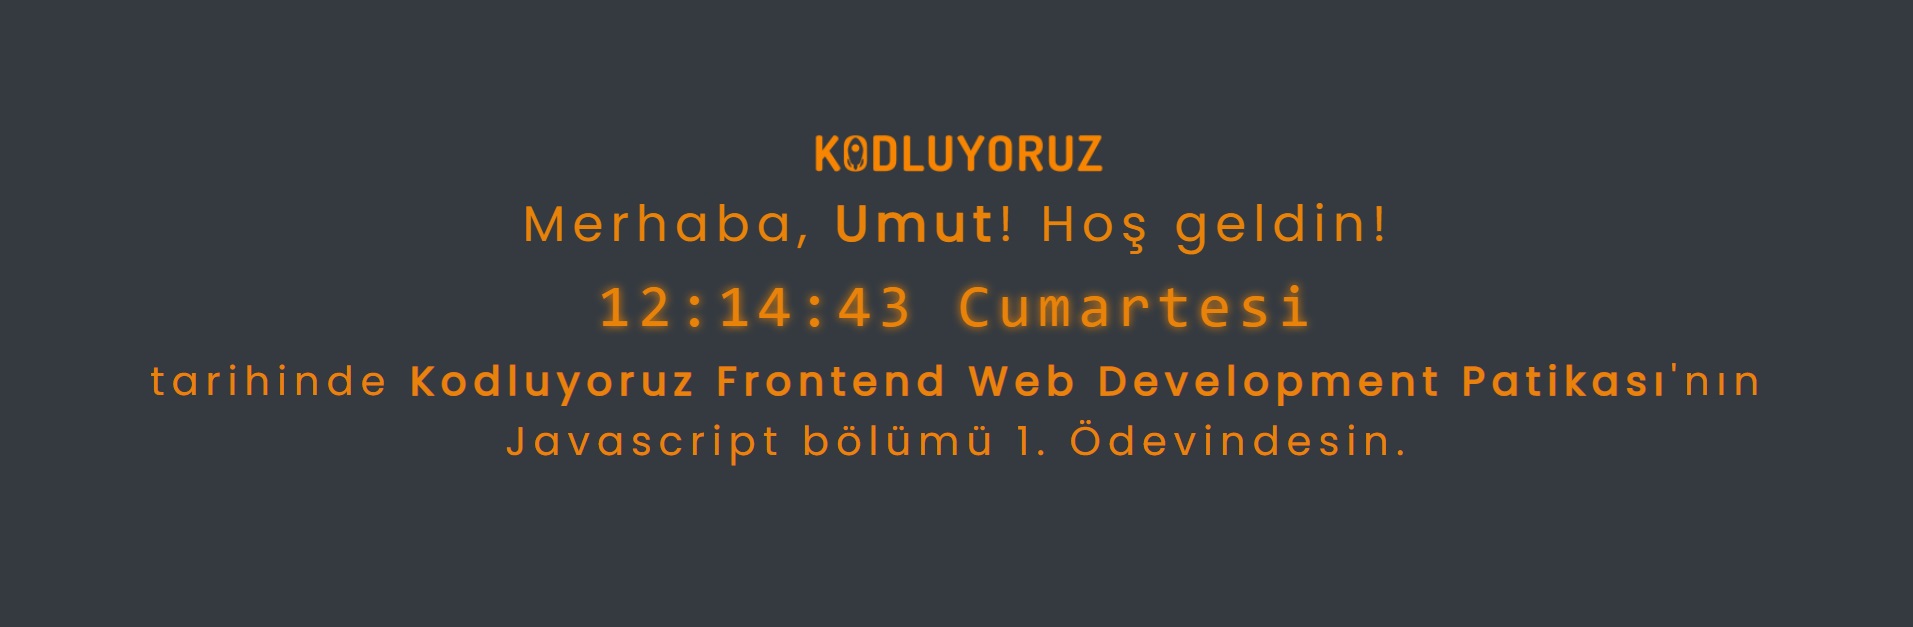 KODLUYORUZ
Merhaba, Umut! Hoş geldin!
12:14:43 Cumartesi
tarihinde Kodluyoruz Frontend Web Development Patikası'nın
Javascript bölümü 1. Ödevindesin.